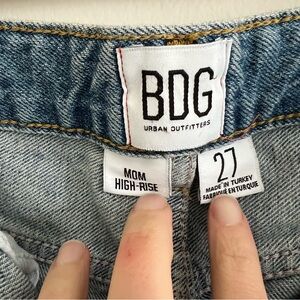 BDG
URBAN OUTFITTERS
MOM
HIGH-RISE
27
MADE IN TURKEY
FABRIQUÉ EN TURQUIE